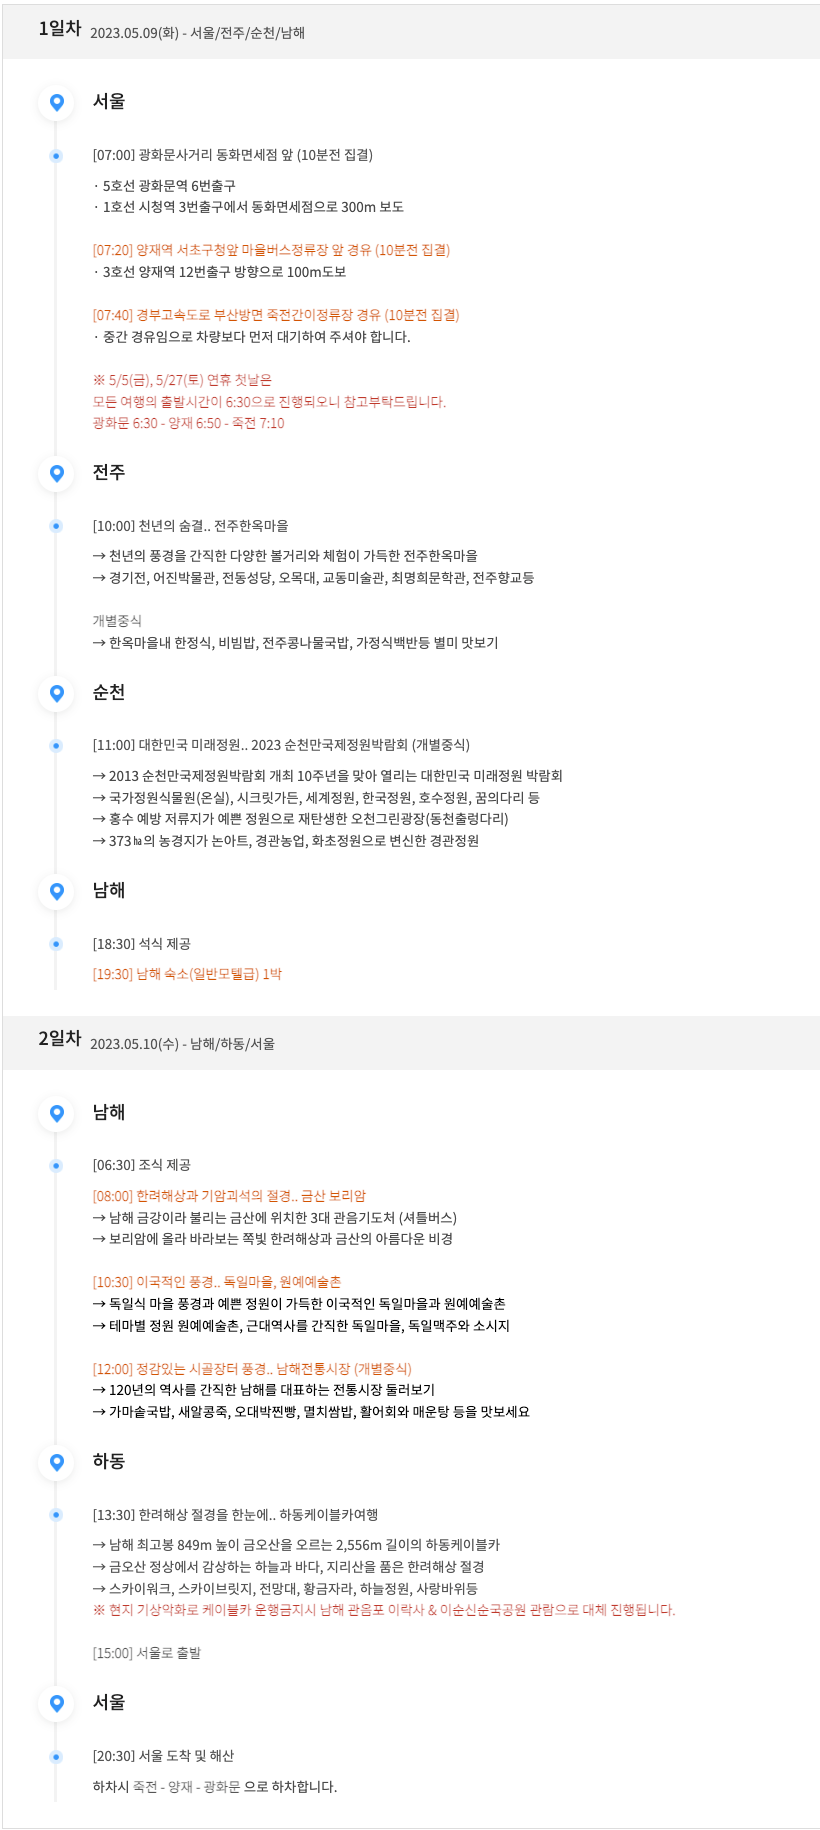 1일차 2023.05.09(화) - 서울/전주/순천/남해
서울
[07:00] 광화문사거리 동화면세점 앞 (10분전 집결)
· 5호선 광화문역 6번출구
· 1호선 시청역 3번출구에서 동화면세점으로 300m 보도
[07:20] 양재역 서초구청앞 마을버스정류장 앞 경유 (10분전 집결)
· 3호선 양재역 12번출구 방향으로 100m도보
[07:40] 경부고속도로 부산방면 죽전간이정류장 경유 (10분전 집결)
· 중간 경유임으로 차량보다 먼저 대기하여 주셔야 합니다.
※ 5/5(금), 5/27(토) 연휴 첫날은
모든 여행의 출발시간이 6:30으로 진행되오니 참고부탁드립니다.
광화문 6:30 - 양재 6:50 - 죽전 7:10
전주
[10:00] 천년의 숨결.. 전주한옥마을
→ 천년의 풍경을 간직한 다양한 볼거리와 체험이 가득한 전주한옥마을
→ 경기전, 어진박물관, 전동성당, 오목대, 교동미술관, 최명희문학관, 전주향교등
개별중식
→ 한옥마을내 한정식, 비빔밥, 전주콩나물국밥, 가정식백반등 별미 맛보기
순천
[11:00] 대한민국 미래정원.. 2023 순천만국제정원박람회 (개별중식)
→ 2013 순천만국제정원박람회 개최 10주년을 맞아 열리는 대한민국 미래정원 박람회
→ 국가정원식물원(온실), 시크릿가든, 세계정원, 한국정원, 호수정원, 꿈의다리 등
→ 홍수 예방 저류지가 예쁜 정원으로 재탄생한 오천그린광장(동천출렁다리)
→ 373㏊의 농경지가 논아트, 경관농업, 화초정원으로 변신한 경관정원
남해
[18:30] 석식 제공
[19:30] 남해 숙소(일반모텔급) 1박
2일차 2023.05.10(수) - 남해/하동/서울
남해
[06:30] 조식 제공
[08:00] 한려해상과 기암괴석의 절경.. 금산 보리암
→ 남해 금강이라 불리는 금산에 위치한 3대 관음기도처 (셔틀버스)
→ 보리암에 올라 바라보는 쪽빛 한려해상과 금산의 아름다운 비경
[10:30] 이국적인 풍경.. 독일마을, 원예예술촌
→ 독일식 마을 풍경과 예쁜 정원이 가득한 이국적인 독일마을과 원예예술촌
→ 테마별 정원 원예예술촌, 근대역사를 간직한 독일마을, 독일맥주와 소시지
[12:00] 정감있는 시골장터 풍경.. 남해전통시장 (개별중식)
→ 120년의 역사를 간직한 남해를 대표하는 전통시장 둘러보기
→ 가마솥국밥, 새알콩죽, 오대박찐빵, 멸치쌈밥, 활어회와 매운탕 등을 맛보세요
하동
[13:30] 한려해상 절경을 한눈에.. 하동케이블카여행
→ 남해 최고봉 849m 높이 금오산을 오르는 2,556m 길이의 하동케이블카
→ 금오산 정상에서 감상하는 하늘과 바다, 지리산을 품은 한려해상 절경
→ 스카이워크, 스카이브릿지, 전망대, 황금자라, 하늘정원, 사랑바위등
※ 현지 기상악화로 케이블카 운행금지시 남해 관음포 이락사 & 이순신순국공원 관람으로 대체 진행됩니다.
[15:00] 서울로 출발
서울
[20:30] 서울 도착 및 해산
하차시 죽전 - 양재 - 광화문 으로 하차합니다.